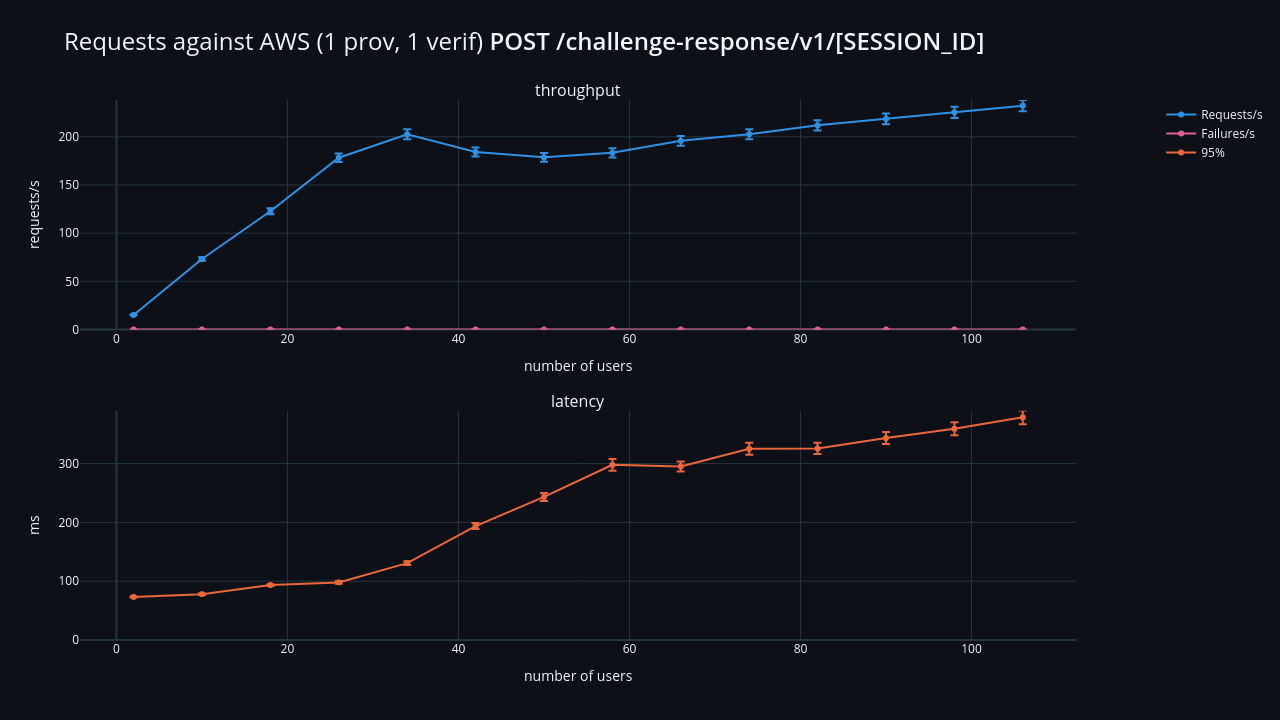 Requests against AWS (1 prov, 1 verif) POST /challenge-response/v1/[SESSION_ID]
throughput
Requests/s
Failures/s
95%
requests/s
200
150
100
50
0
0 20 40 60 80 100
number of users
latency
ms
300
200
100
0
0 20 40 60 80 100
number of users